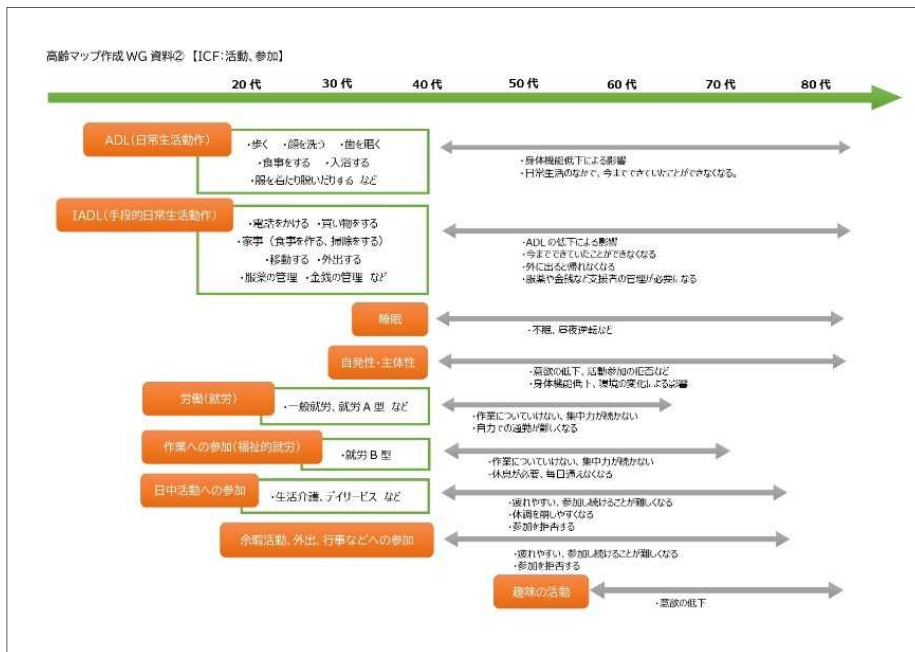 高齢マップ作成 WG 資料② 【ICF:活動、参加】
20代 30代 40代 50代 60代 70代 80代
ADL(日常生活動作)
・歩く ・顔を洗う ・歯を磨く
・食事をする ・入浴する
・服を着たり脱いだりする など
・身体機能低下による影響
・日常生活のなかで、今までできていたことができなくなる。
IADL(手段的日常生活動作)
・電話をかける ・買い物をする
・家事(食事を作る、掃除をする)
・移動する ・外出する
・服薬の管理 ・金銭の管理 など
・ADLの低下による影響
・今までできていたことができなくなる
・外に出ると帰れなくなる
・服薬や金銭など支援者の管理が必要になる
睡眠
・不眠、昼夜逆転など
自発性・主体性
・意欲の低下、活動参加の拒否など
・身体機能低下、環境の変化による影響
労働(就労)
・一般就労、就労A型 など
・作業についていけない、集中力が続かない
・自力での通勤が難しくなる
作業への参加(福祉的就労)
・就労B型
・作業についていけない、集中力が続かない
・休息が必要、毎日通えなくなる
日中活動への参加
・生活介護、デイサービス など
・疲れやすい、参加し続けることが難しくなる
・体調を崩しやすくなる
・参加を拒否する
余暇活動、外出、行事などへの参加
・疲れやすい、参加し続けることが難しくなる
・参加を拒否する
趣味の活動
・意欲の低下